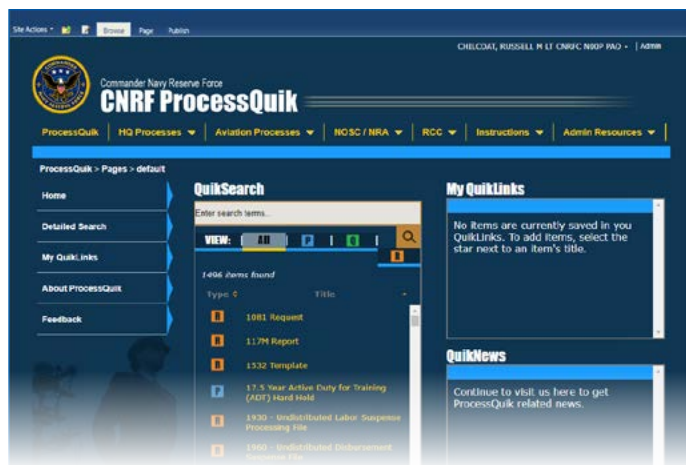 Site Actions
Browse Page Publish
CHILCOAT, RUSSELL M LT CNRFC N00P PAO Admin
Commander Navy Reserve Force
CNRF ProcessQuik
ProcessQuik HQ Processes Aviation Processes NOSC / NRA RCC Instructions Admin Resources
ProcessQuik > Pages > default
Home
Detailed Search
My QuikLinks
About ProcessQuik
Feedback
QuikSearch
Enter search terms...
VIEW: | All | P | Q |
R
1496 items found
Type Title
R 1081 Request
R 117M Report
R 1532 Template
P 17.5 Year Active Duty for Training
(ADT) Hard Hold
R 1930 - Undistributed Labor Suspense
Processing File
R 1960 - Undistributed Disbursement
Suspense File
My QuikLinks
No items are currently saved in you
QuikLinks. To add items, select the
star next to an item's title.
QuikNews
Continue to visit us here to get
ProcessQuik related news.